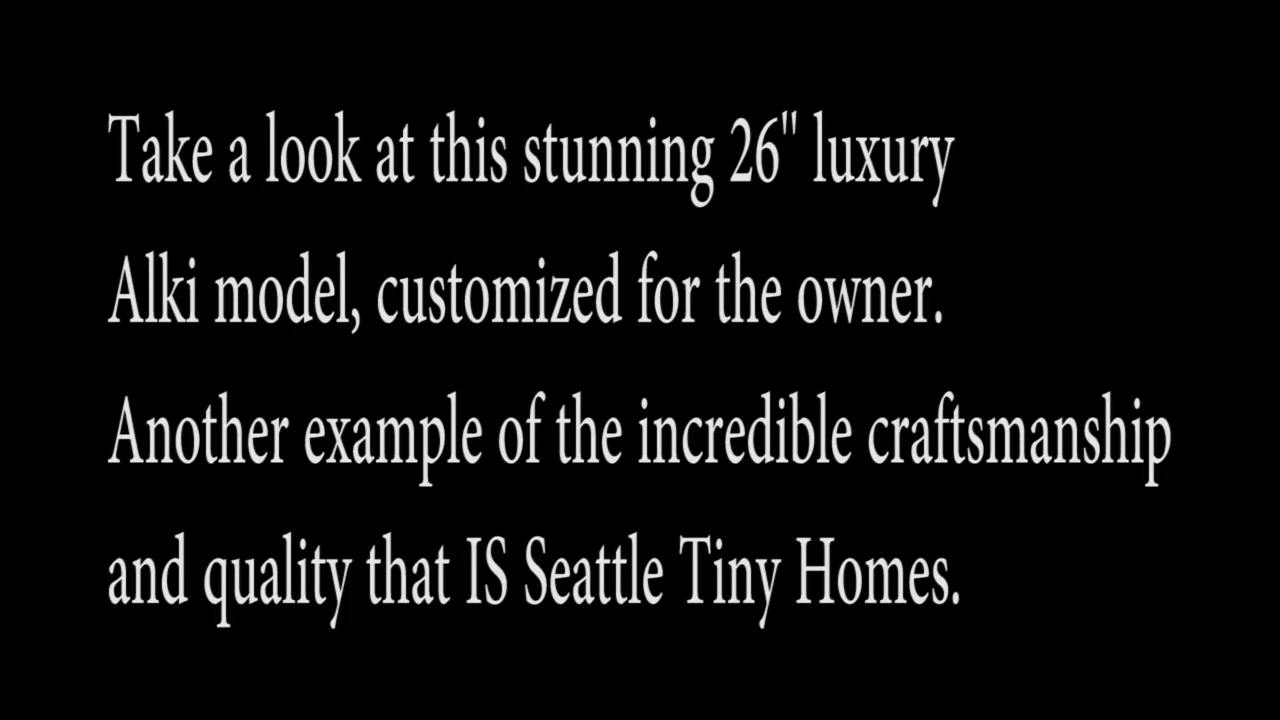 Take a look at this stunning 26" luxury
Alki model, customized for the owner.
Another example of the incredible craftsmanship
and quality that IS Seattle Tiny Homes.